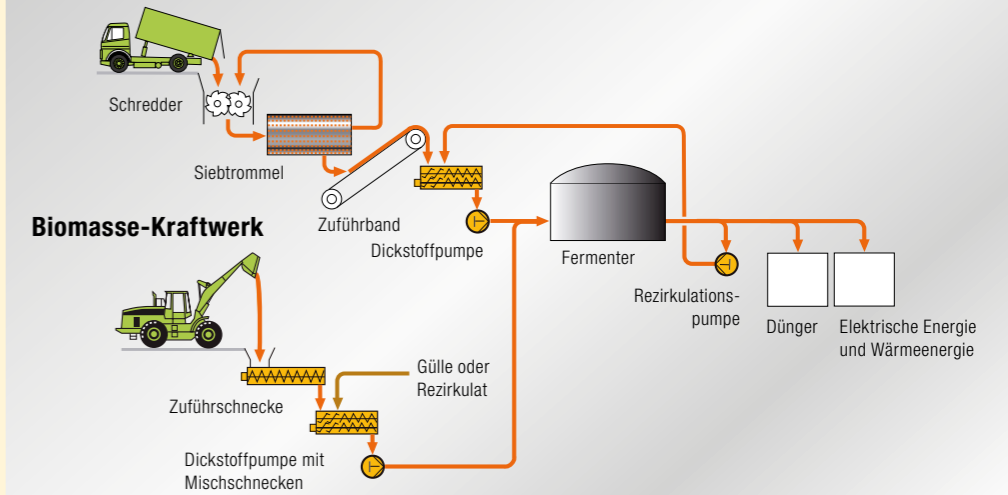 Schredder
Siebtrommel
Zuführband
Dickstoffpumpe
Fermenter
Rezirkulations-
pumpe
Dünger
Elektrische Energie
und Wärmeenergie
Biomasse-Kraftwerk
Gülle oder
Rezirkulat
Zuführschnecke
Dickstoffpumpe mit
Mischschnecken